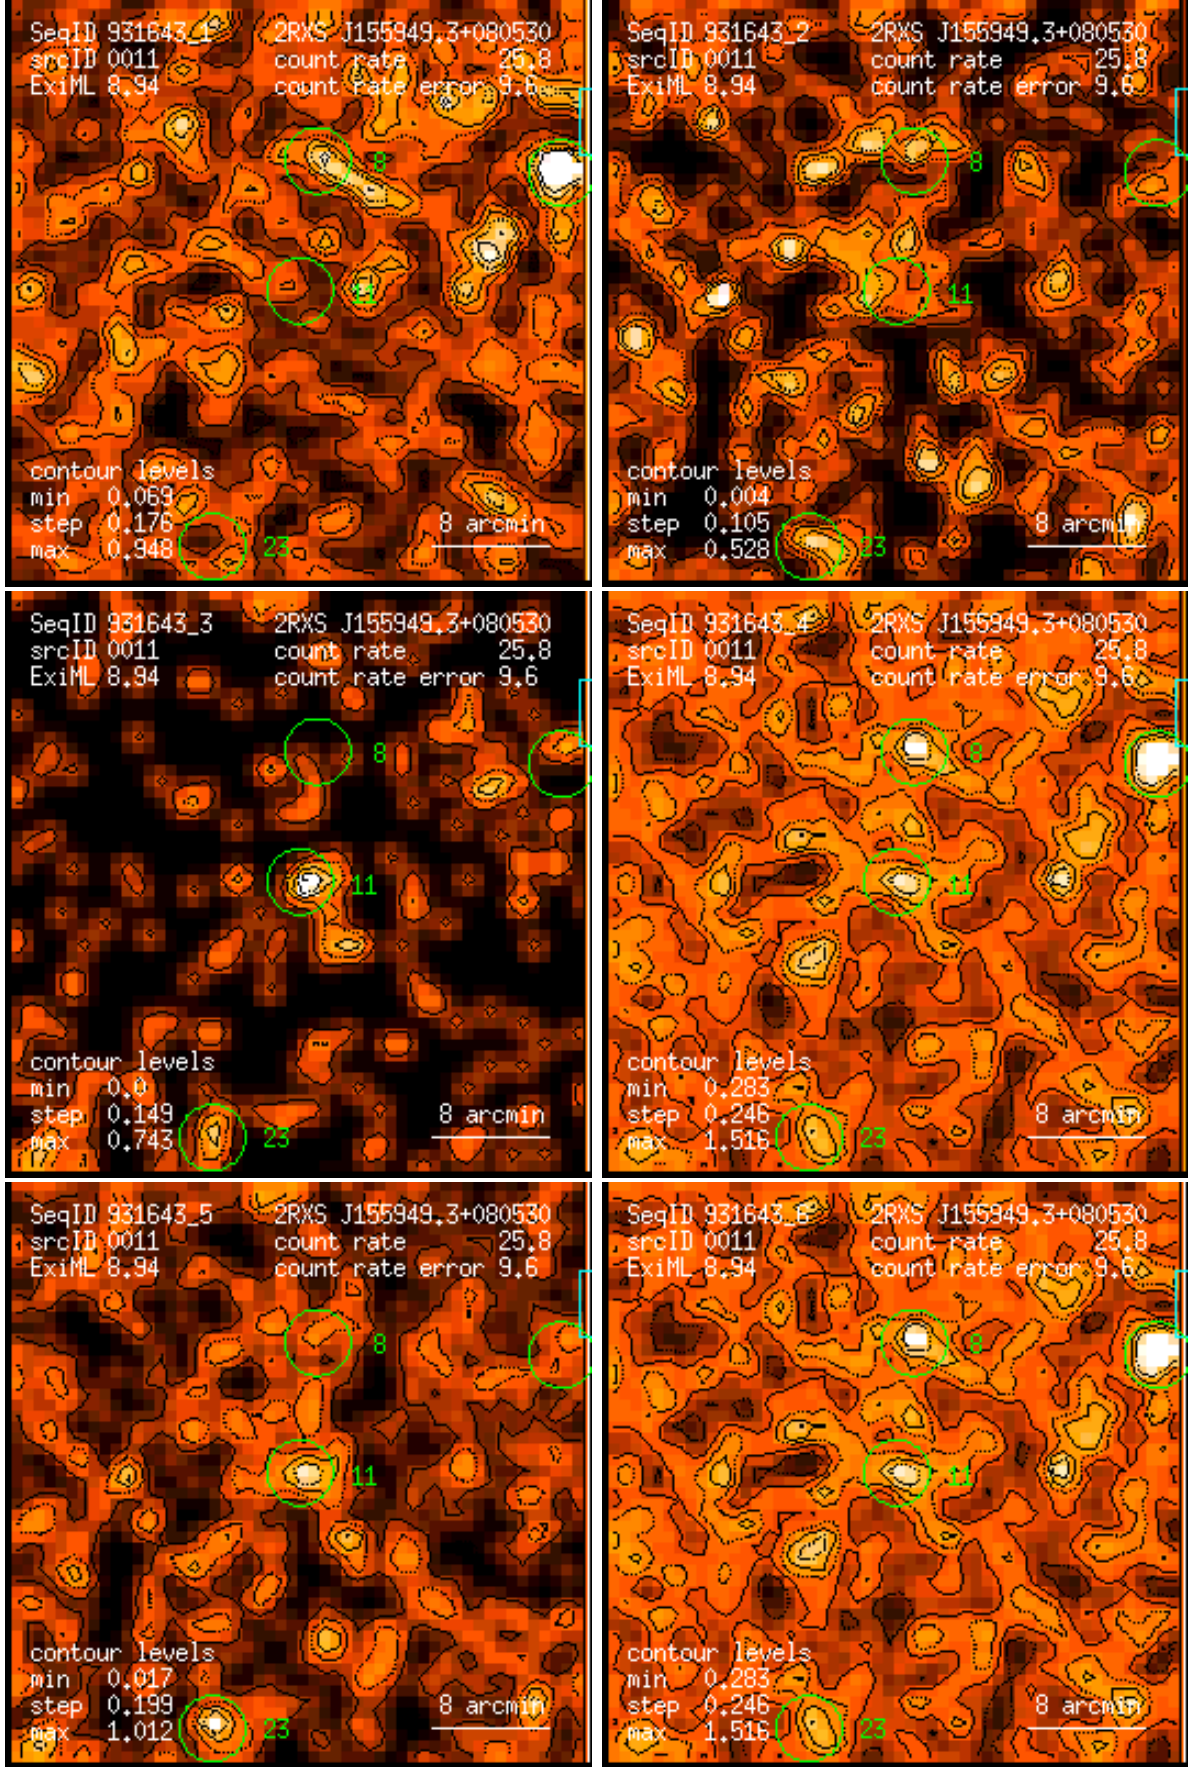 SeqID 931643_1 2RXS J155949.3+080530
srcID 0011 count rate 25.8
ExiML 8.94 count rate error 9.6
8
11
contour levels
min 0.069
step 0.176 8 arcmin
max 0.948 23
SeqID 931643_2 2RXS J155949.3+080530
srcID 0011 count rate 25.8
ExiML 8.94 count rate error 9.6
8
11
contour levels
min 0.004
step 0.105 8 arcmin
max 0.528 23
SeqID 931643_3 2RXS J155949.3+080530
srcID 0011 count rate 25.8
ExiML 8.94 count rate error 9.6
8
11
contour levels
min 0.0
step 0.149 8 arcmin
max 0.743 23
SeqID 931643_4 2RXS J155949.3+080530
srcID 0011 count rate 25.8
ExiML 8.94 count rate error 9.6
8
11
contour levels
min 0.283
step 0.246 8 arcmin
max 1.516 23
SeqID 931643_5 2RXS J155949.3+080530
srcID 0011 count rate 25.8
ExiML 8.94 count rate error 9.6
8
11
contour levels
min 0.017
step 0.199 8 arcmin
max 1.012 23
SeqID 931643_6 2RXS J155949.3+080530
srcID 0011 count rate 25.8
ExiML 8.94 count rate error 9.6
8
11
contour levels
min 0.283
step 0.246 8 arcmin
max 1.516 23